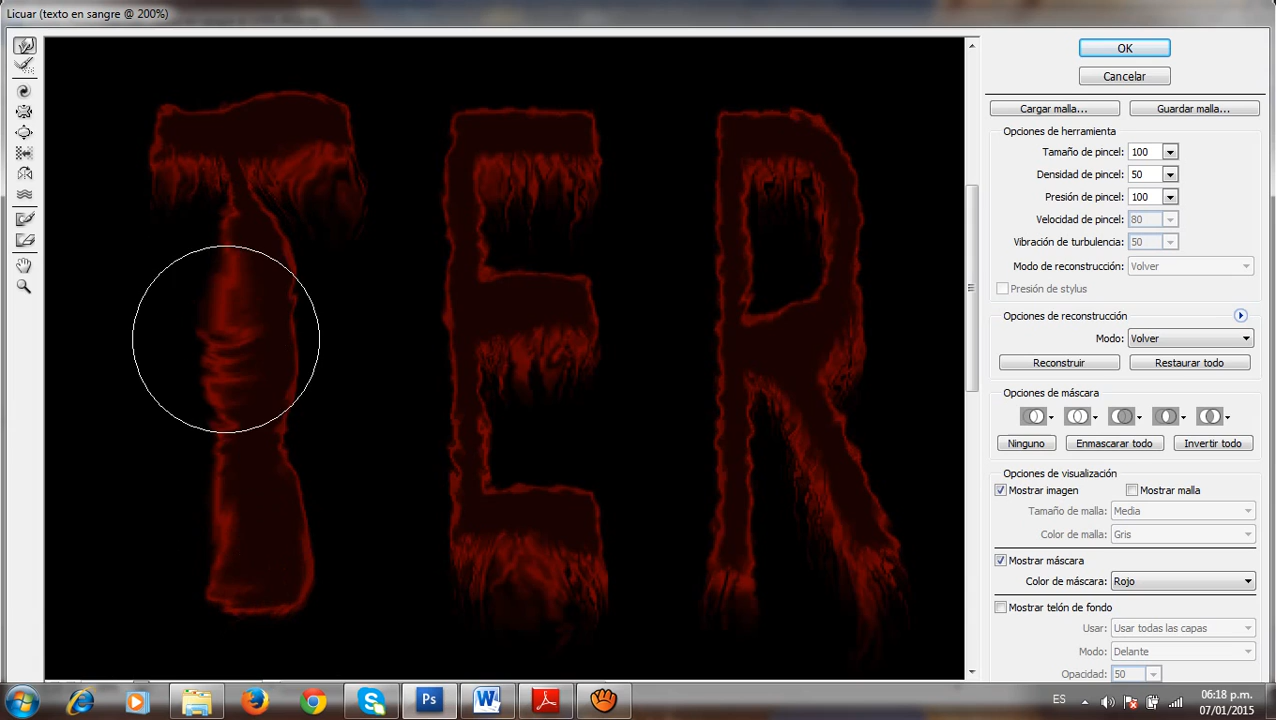 Licuar (texto en sangre @ 200%)
TER
OK
Cancelar
Cargar malla...
Guardar malla...
Opciones de herramienta
Tamaño de pincel: 100
Densidad de pincel: 50
Presión de pincel: 100
Velocidad de pincel: 80
Vibración de turbulencia: 50
Modo de reconstrucción: Volver
Presión de stylus
Opciones de reconstrucción
Modo: Volver
Reconstruir
Restaurar todo
Opciones de máscara
Ninguno
Enmascarar todo
Invertir todo
Opciones de visualización
Mostrar imagen
Mostrar malla
Tamaño de malla: Media
Color de malla: Gris
Mostrar máscara
Color de máscara: Rojo
Mostrar telón de fondo
Usar: Usar todas las capas
Modo: Delante
Opacidad: 50
Ps
W
ES
06:18 p.m.
07/01/2015